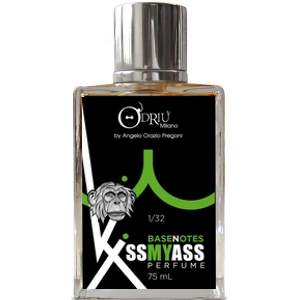 O'DRIÙ
Milano
by Angelo Orazio Pregoni
1/32
BASENOTES
KissMYASS
PERFUME
75 mL